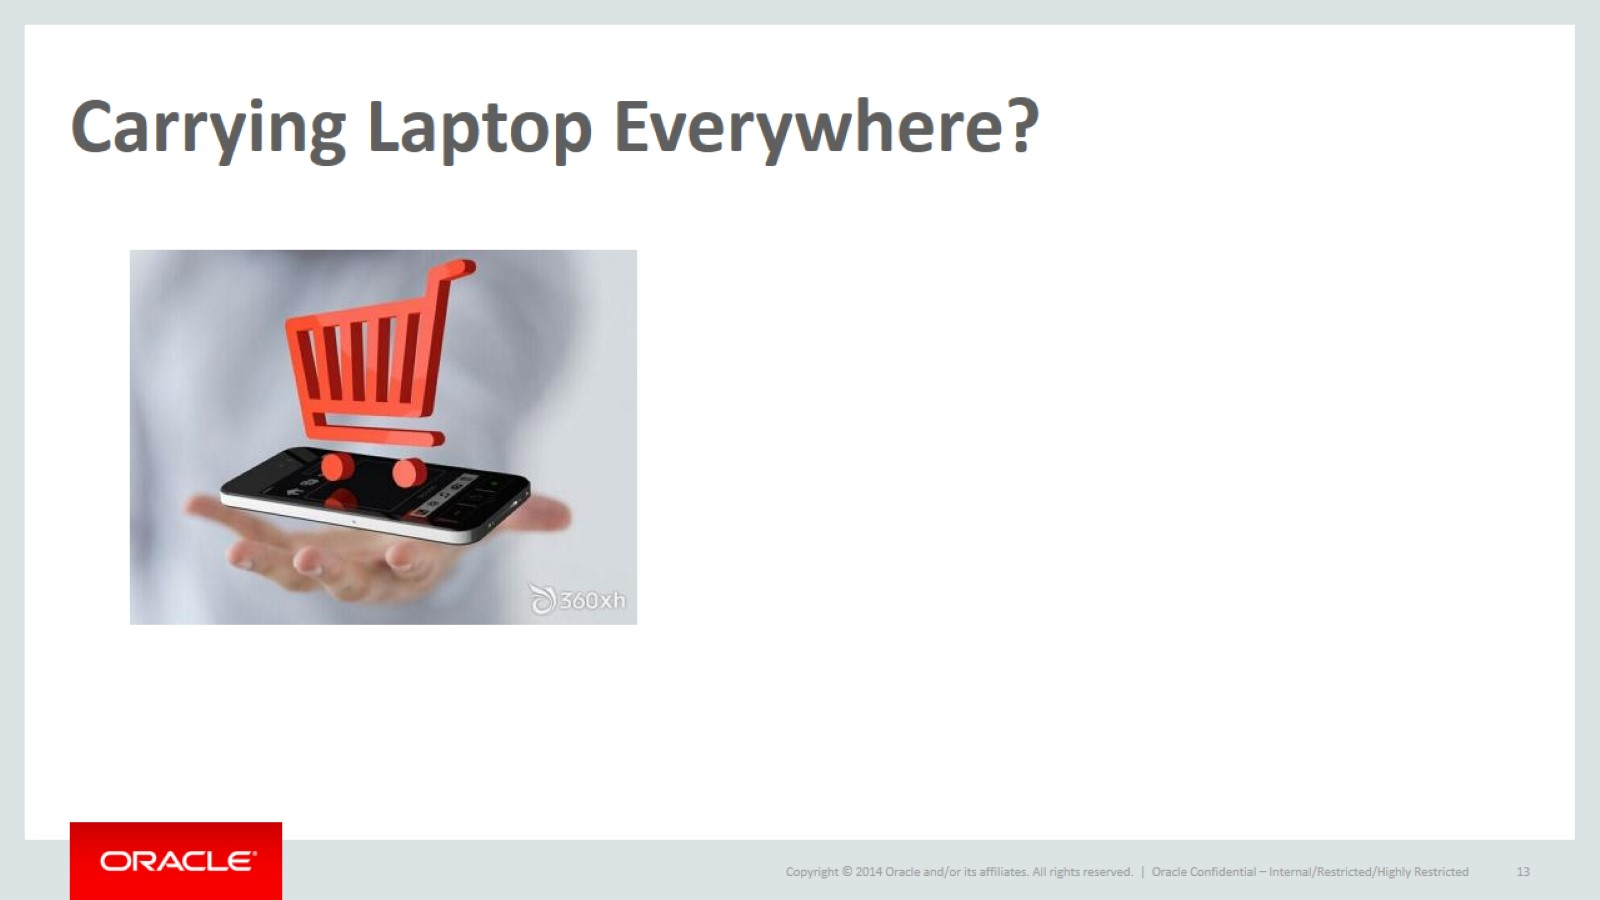 Carrying Laptop Everywhere?
360xh
ORACLE®
Copyright © 2014 Oracle and/or its affiliates. All rights reserved. | Oracle Confidential – Internal/Restricted/Highly Restricted 13